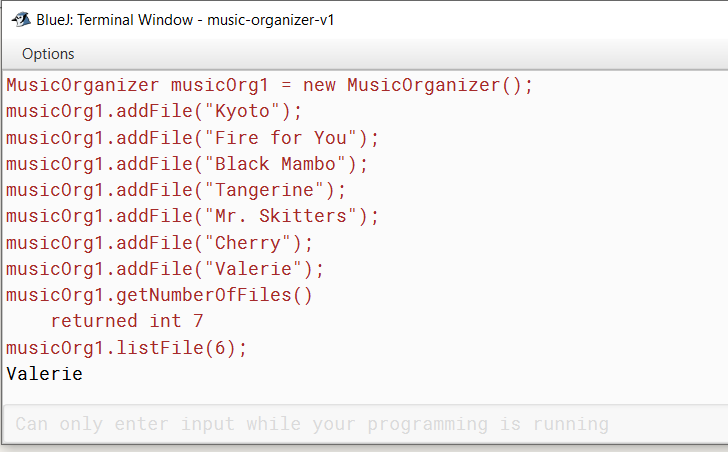 BlueJ: Terminal Window - music-organizer-v1
Options
MusicOrganizer musicOrg1 = new MusicOrganizer();
musicOrg1.addFile("Kyoto");
musicOrg1.addFile("Fire for You");
musicOrg1.addFile("Black Mambo");
musicOrg1.addFile("Tangerine");
musicOrg1.addFile("Mr. Skitters");
musicOrg1.addFile("Cherry");
musicOrg1.addFile("Valerie");
musicOrg1.getNumberOfFiles()
    returned int 7
musicOrg1.listFile(6);
Valerie
Can only enter input while your programming is running